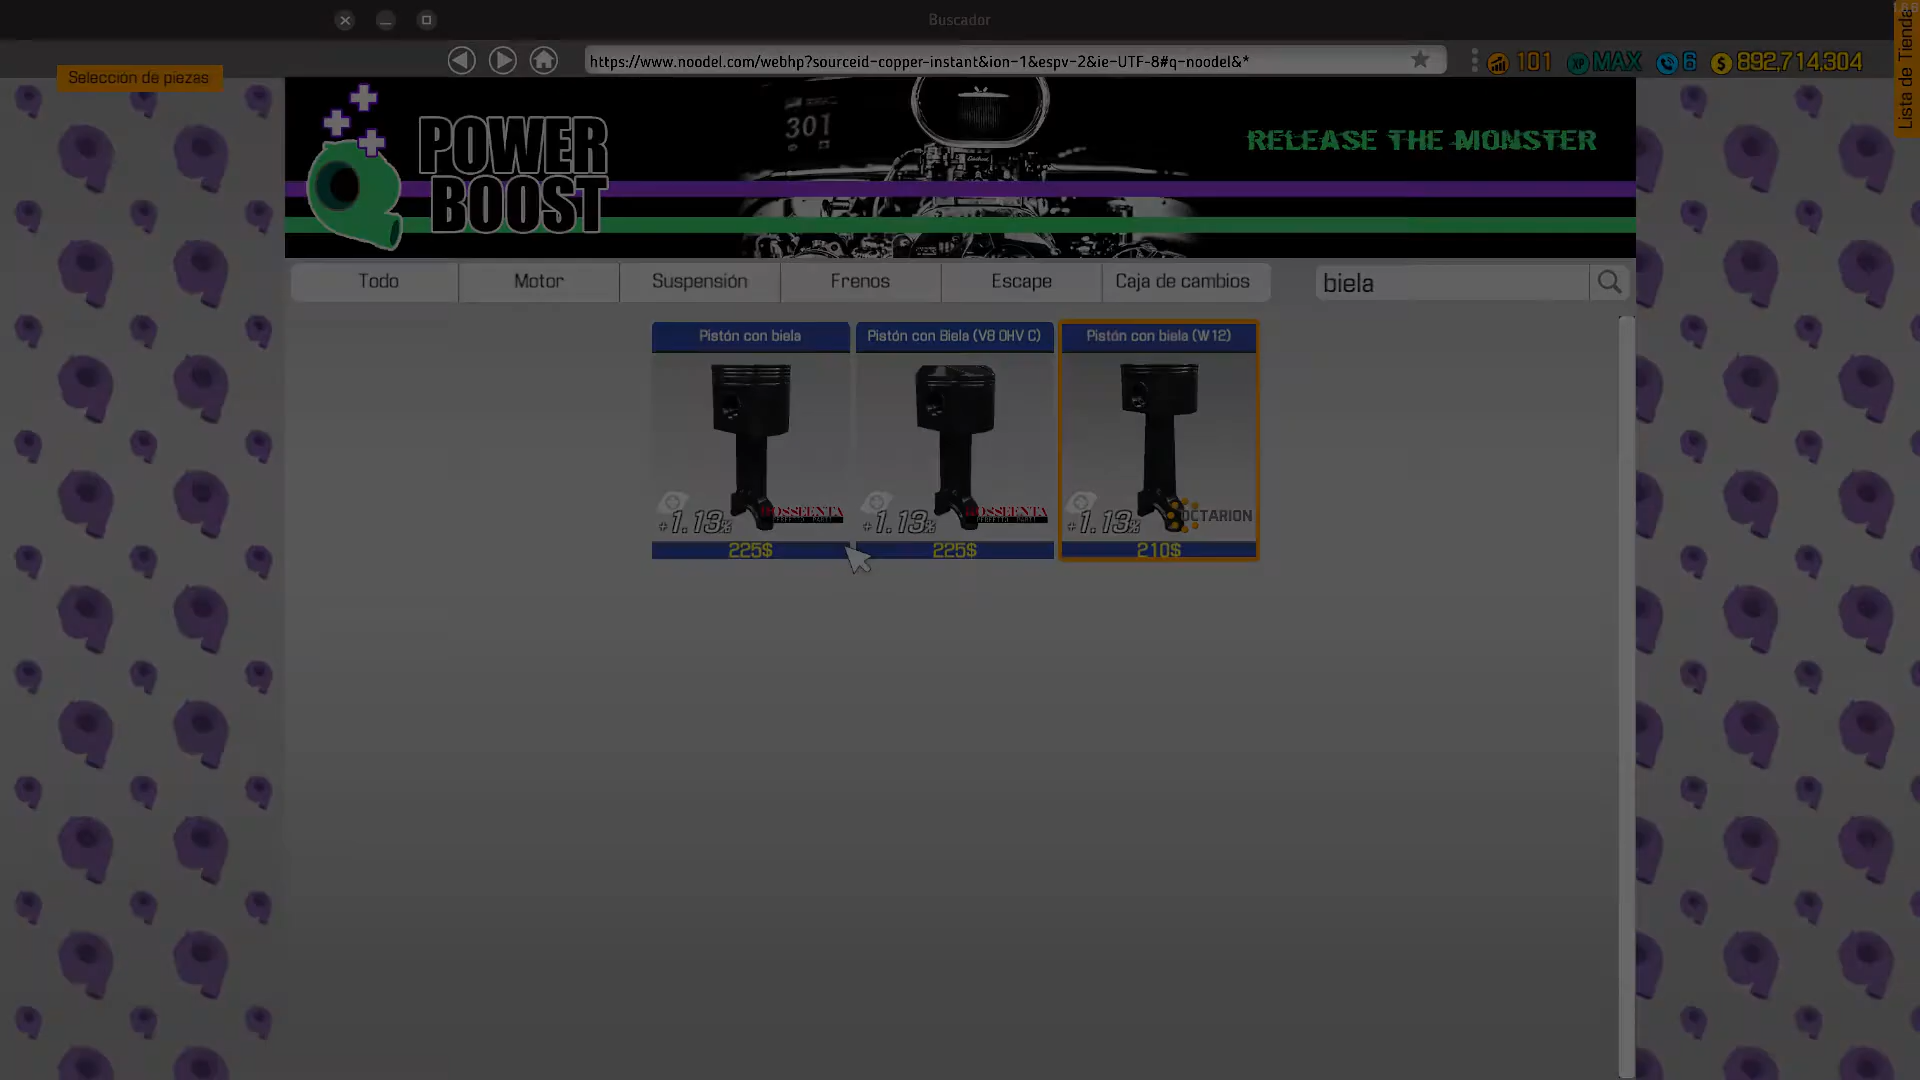 Buscador
https://www.noodel.com/webhp?sourceid-copper-instant&ion-1&espv-2&ie-UTF-8#q-noodel&*
101
XP MAX
6
$ 892,714,304
Selección de piezas
Lista de Tienda
POWER
BOOST
301
RELEASE THE MONSTER
Todo
Motor
Suspensión
Frenos
Escape
Caja de cambios
biela
Pistón con biela
Pistón con Biela (V8 OHV C)
Pistón con biela (W12)
+1.13%
+1.13%
+1.13%
OCTARION
225$
225$
210$